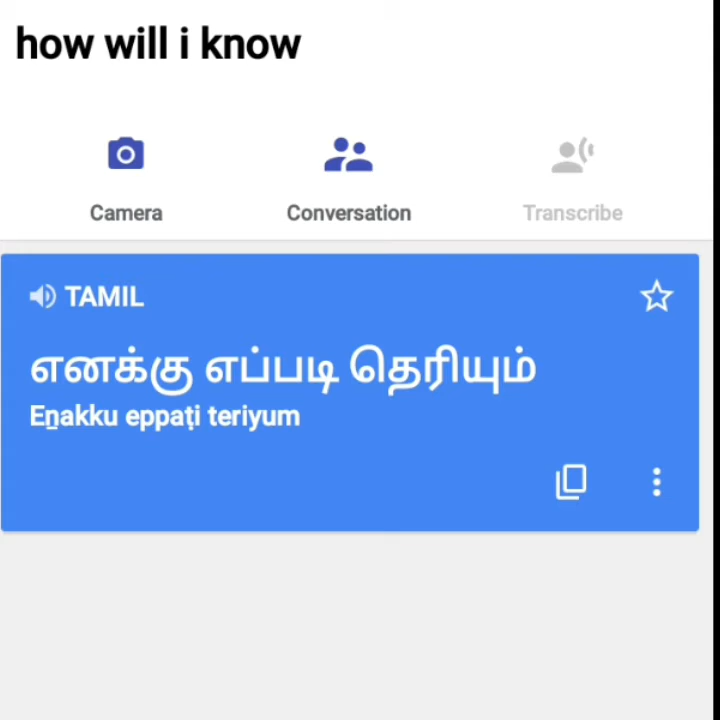 how will i know
Camera Conversation Transcribe
TAMIL
எனக்கு எப்படி தெரியும்
Eṉakku eppaṭi teriyum